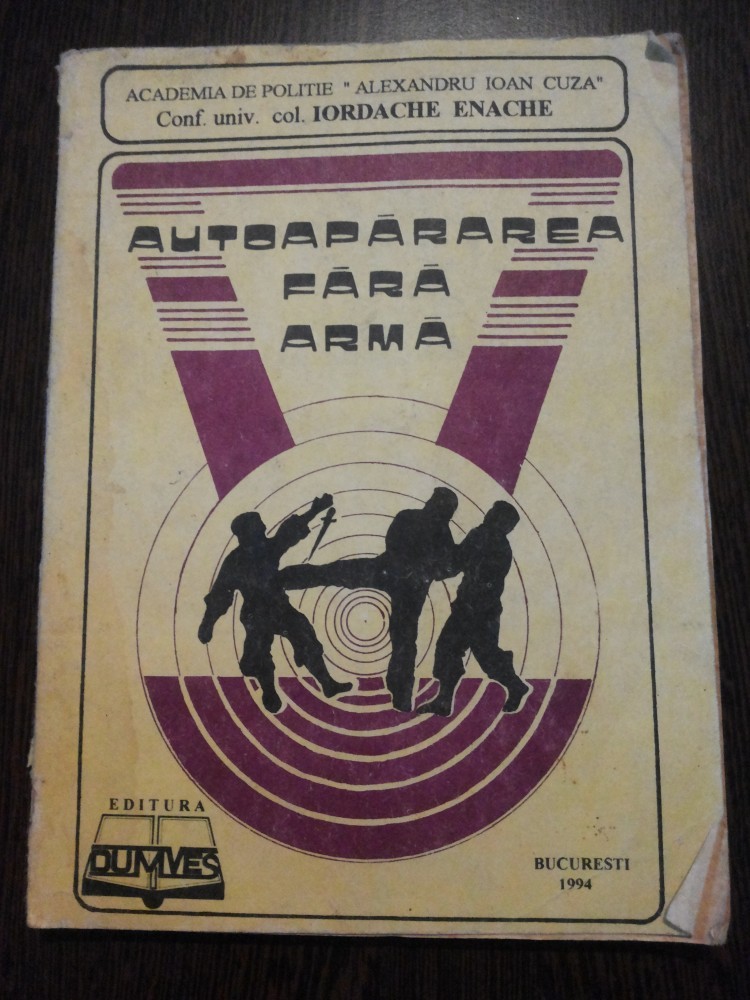 ACADEMIA DE POLITIE " ALEXANDRU IOAN CUZA"
Conf. univ. col. IORDACHE ENACHE
AUTOAPĂRAREA
FĂRĂ
ARMĂ
EDITURA
DUMVES
BUCURESTI
1994